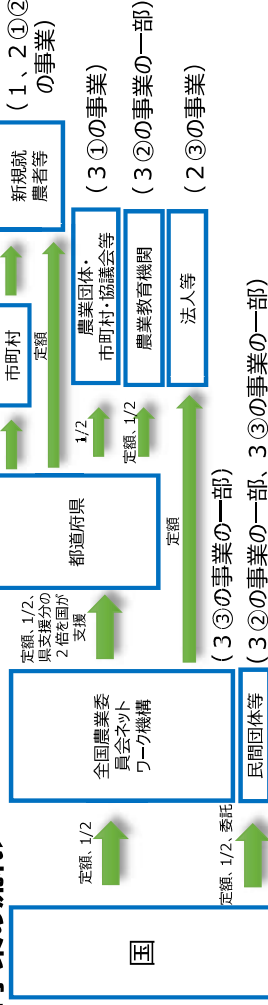 (１、２①②
の事業)
新規就
農者等
(３①の事業)
(３②の事業の一部)
(２③の事業)
市町村
定額
農業団体・
市町村・協議会等
農業教育機関
法人等
1/2
定額、1/2
都道府県
定額
定額、1/2、
県支援分の
２倍を国が
支援
(３③の事業の一部)
(３②の事業の一部、３③の事業の一部)
全国農業委
員会ネット
ワーク機構
民間団体等
定額、1/2
定額、1/2、委託
国